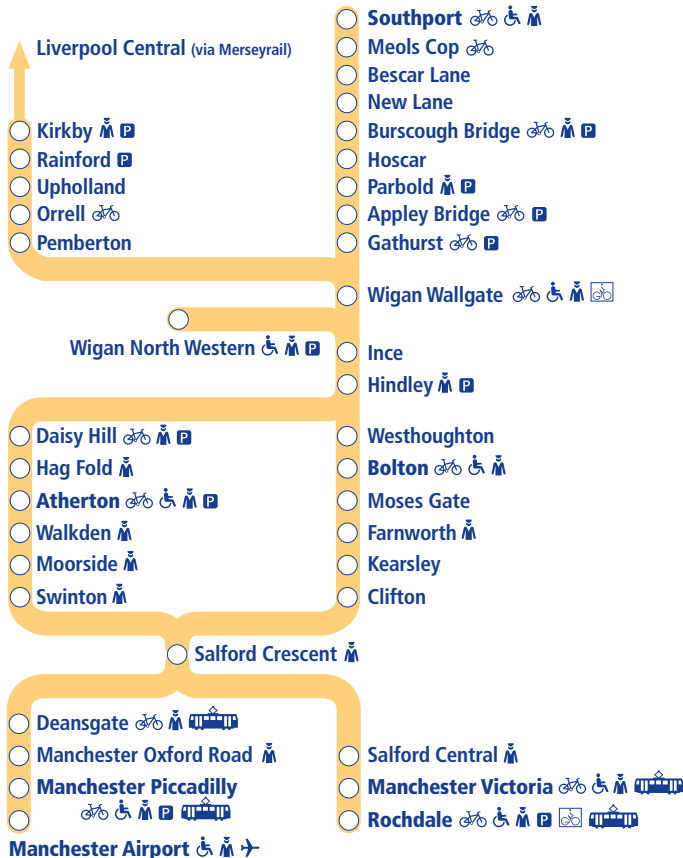 Southport
Liverpool Central (via Merseyrail)
Meols Cop
Bescar Lane
New Lane
Kirkby P
Burscough Bridge P
Rainford P
Hoscar
Upholland
Parbold P
Orrell
Appley Bridge P
Pemberton
Gathurst P
Wigan Wallgate
Wigan North Western P
Ince
Hindley P
Daisy Hill P
Westhoughton
Hag Fold
Bolton
Atherton P
Moses Gate
Walkden
Farnworth
Moorside
Kearsley
Swinton
Clifton
Salford Crescent
Deansgate
Manchester Oxford Road
Salford Central
Manchester Piccadilly
P
Manchester Victoria
Rochdale P
Manchester Airport